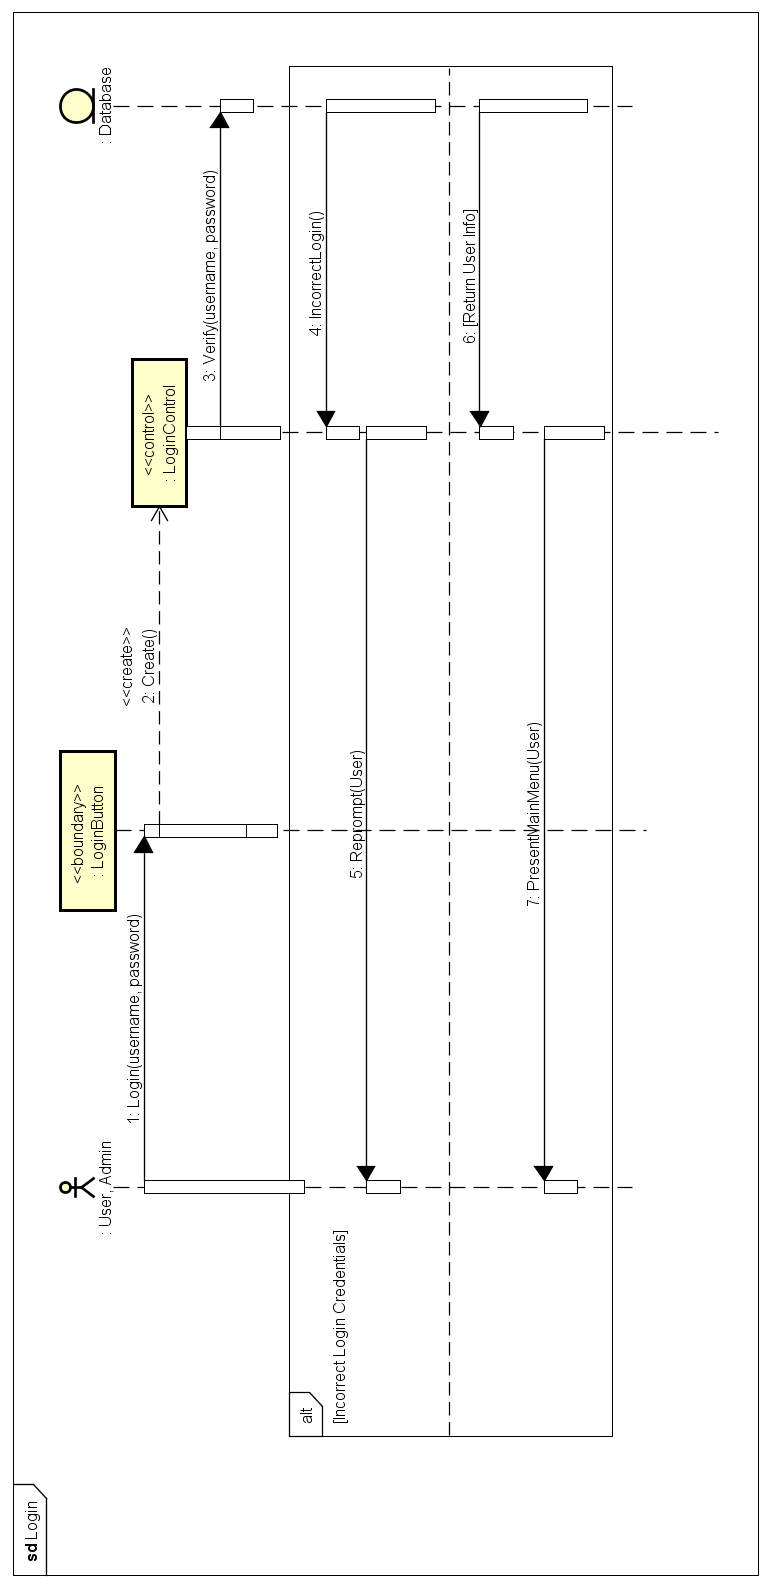 sd Login
: User, Admin
<<boundary>>
: LoginButton
<<control>>
: LoginControl
: Database
1: Login(username, password)
<<create>>
2: Create()
3: Verify(username, password)
alt
[Incorrect Login Credentials]
4: IncorrectLogin()
5: Reprompt(User)
6: [Return User Info]
7: PresentMainMenu(User)